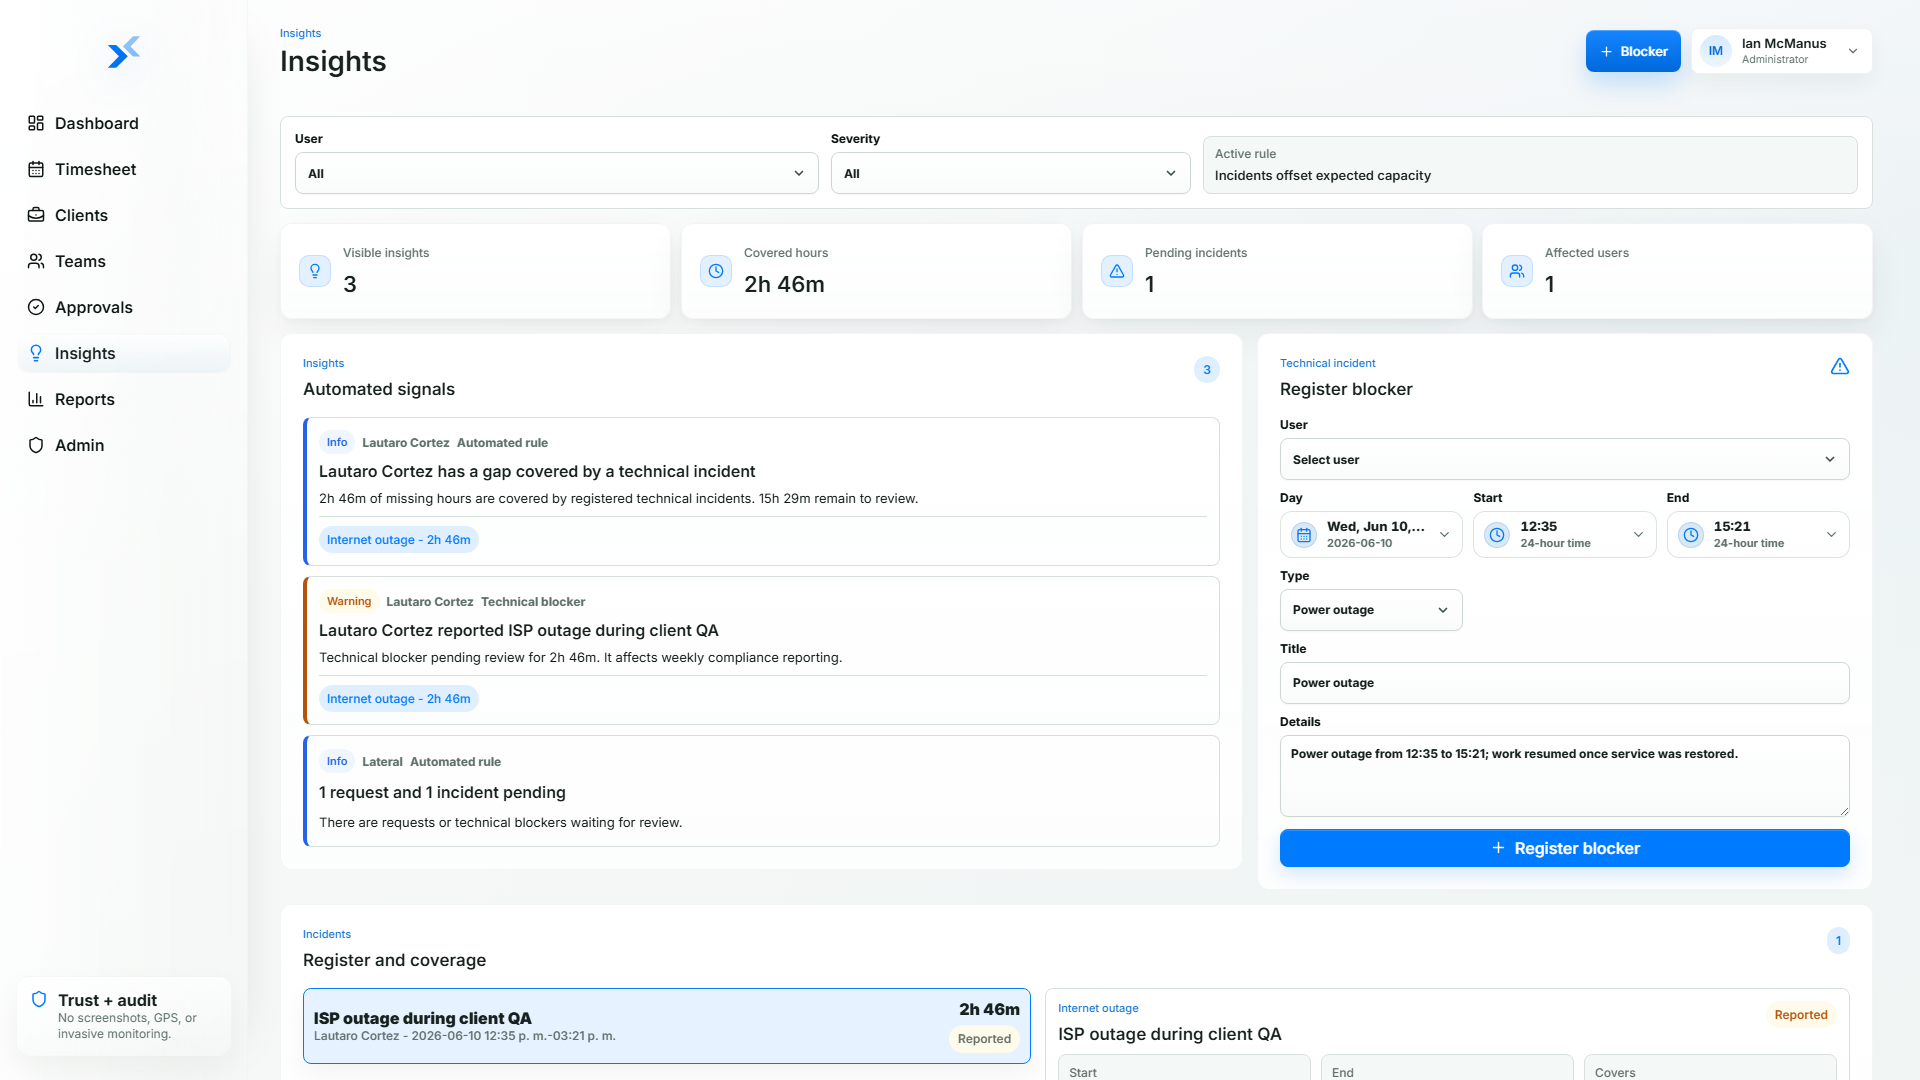 Dashboard
Timesheet
Clients
Teams
Approvals
Insights
Reports
Admin
Trust + audit
No screenshots, GPS, or
invasive monitoring.
Insights
Insights
Blocker
IM
Ian McManus
Administrator
User
All
Severity
All
Active rule
Incidents offset expected capacity
Visible insights
3
Covered hours
2h 46m
Pending incidents
1
Affected users
1
Insights
Automated signals
3
Info Lautaro Cortez Automated rule
Lautaro Cortez has a gap covered by a technical incident
2h 46m of missing hours are covered by registered technical incidents. 15h 29m remain to review.
Internet outage - 2h 46m
Warning Lautaro Cortez Technical blocker
Lautaro Cortez reported ISP outage during client QA
Technical blocker pending review for 2h 46m. It affects weekly compliance reporting.
Internet outage - 2h 46m
Info Lateral Automated rule
1 request and 1 incident pending
There are requests or technical blockers waiting for review.
Technical incident
Register blocker
User
Select user
Day
Wed, Jun 10,...
2026-06-10
Start
12:35
24-hour time
End
15:21
24-hour time
Type
Power outage
Title
Power outage
Details
Power outage from 12:35 to 15:21; work resumed once service was restored.
Register blocker
Incidents
Register and coverage
1
ISP outage during client QA
Lautaro Cortez - 2026-06-10 12:35 p. m.-03:21 p. m.
2h 46m
Reported
Internet outage
ISP outage during client QA
Reported
Start
End
Covers